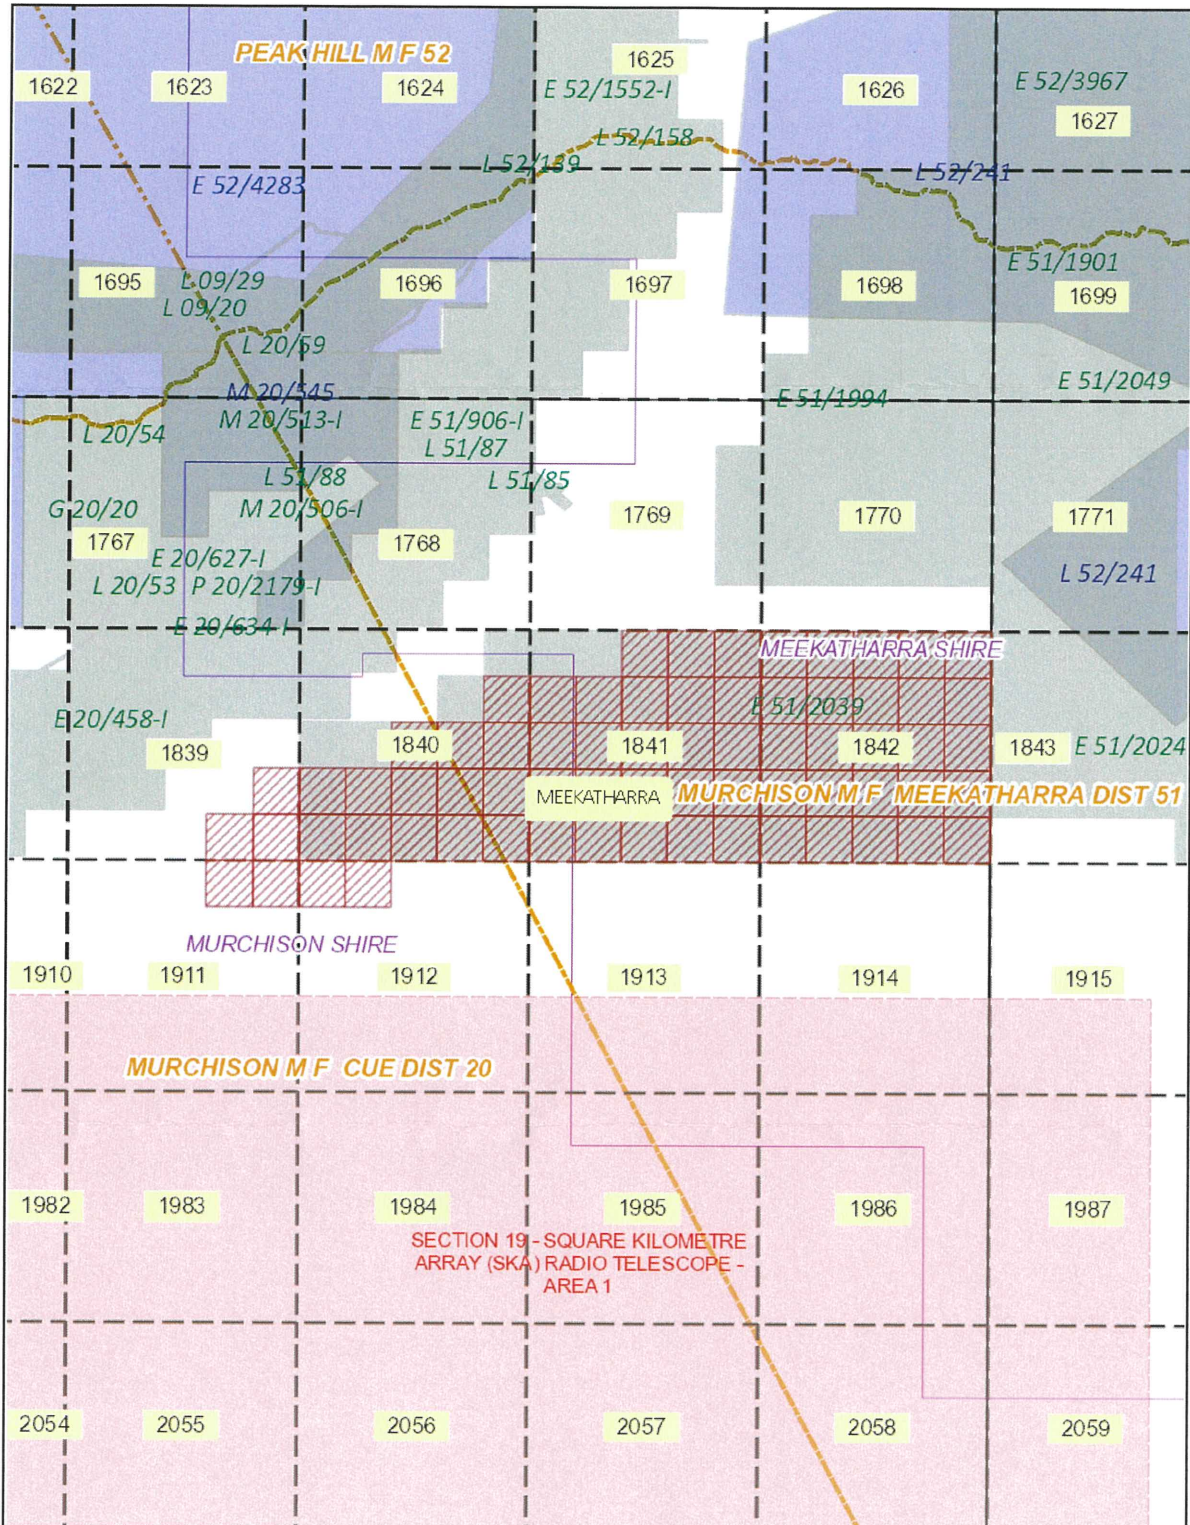 PEAK HILL M F 52
1625
1622
1623
1624
E 52/1552-I
1626
E 52/3967
1627
L 52/158
L 52/139
L 52/241
E 52/4283
E 51/1901
1695
L 09/29
1696
1697
1698
1699
L 09/20
L 20/59
E 51/2049
M 20/545
E 51/1994
M 20/513-I
E 51/906-I
L 20/54
L 51/87
L 51/88
L 51/85
G 20/20
M 20/506-I
1769
1770
1771
1767
1768
E 20/627-I
L 52/241
L 20/53
P 20/2179-I
E 20/634-I
MEEKATHARRA SHIRE
E 20/458-I
E 51/2039
1839
1840
1841
1842
1843
E 51/2024
MEEKATHARRA
MURCHISON M F MEEKATHARRA DIST 51
MURCHISON SHIRE
1910
1911
1912
1913
1914
1915
MURCHISON M F CUE DIST 20
1982
1983
1984
1985
1986
1987
SECTION 19 - SQUARE KILOMETRE
ARRAY (SKA) RADIO TELESCOPE -
AREA 1
2054
2055
2056
2057
2058
2059